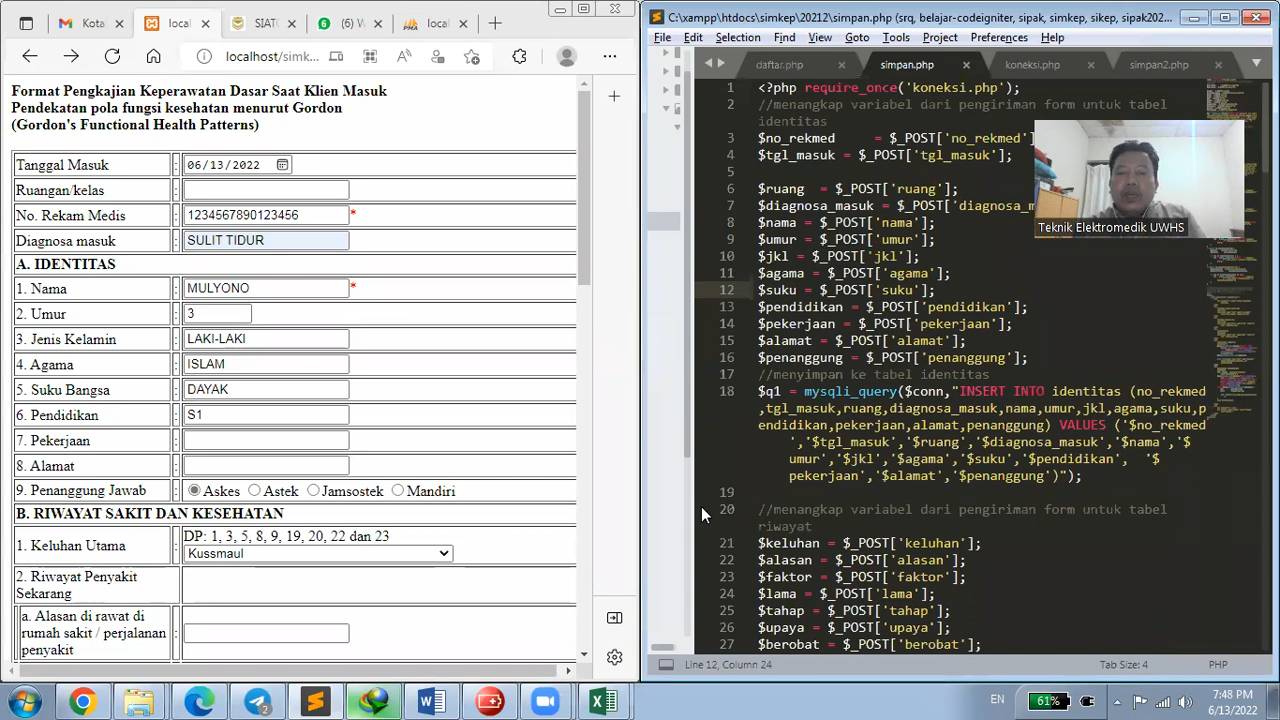 Kota
local
SIATC
(6) V
local
localhost/simk...
Format Pengkajian Keperawatan Dasar Saat Klien Masuk
Pendekatan pola fungsi kesehatan menurut Gordon
(Gordon's Functional Health Patterns)
Tanggal Masuk : 06/13/2022
Ruangan/kelas :
No. Rekam Medis : 1234567890123456 *
Diagnosa masuk : SULIT TIDUR
A. IDENTITAS
1. Nama : MULYONO *
2. Umur : 3
3. Jenis Kelamin : LAKI-LAKI
4. Agama : ISLAM
5. Suku Bangsa : DAYAK
6. Pendidikan : S1
7. Pekerjaan :
8. Alamat :
9. Penanggung Jawab : Askes Astek Jamsostek Mandiri
B. RIWAYAT SAKIT DAN KESEHATAN
DP: 1, 3, 5, 8, 9, 19, 20, 22 dan 23
1. Keluhan Utama : Kussmaul
2. Riwayat Penyakit
Sekarang :
a. Alasan di rawat di
rumah sakit / perjalanan :
penyakit
C:\xampp\htdocs\simkep\20212\simpan.php (srq, belajar-codeigniter, sipak, simkep, sikep, sipak202...
File Edit Selection Find View Goto Tools Project Preferences Help
daftar.php simpan.php koneksi.php simpan2.php
1 <?php require_once('koneksi.php');
2 //menangkap variabel dari pengiriman form untuk tabel
identitas
3 $no_rekmed = $_POST['no_rekmed']
4 $tgl_masuk = $_POST['tgl_masuk'];
5
6 $ruang = $_POST['ruang'];
7 $diagnosa_masuk = $_POST['diagnosa_m
8 $nama = $_POST['nama'];
9 $umur = $_POST['umur'];
10 $jkl = $_POST['jkl'];
11 $agama = $_POST['agama'];
12 $suku = $_POST['suku'];
13 $pendidikan = $_POST['pendidikan'];
14 $pekerjaan = $_POST['pekerjaan'];
15 $alamat = $_POST['alamat'];
16 $penanggung = $_POST['penanggung'];
17 //menyimpan ke tabel identitas
18 $q1 = mysqli_query($conn,"INSERT INTO identitas (no_rekmed
,tgl_masuk,ruang,diagnosa_masuk,nama,umur,jkl,agama,suku,p
endidikan,pekerjaan,alamat,penanggung) VALUES ('$no_rekmed
','$tgl_masuk','$ruang','$diagnosa_masuk','$nama','$
umur','$jkl','$agama','$suku','$pendidikan', '$
pekerjaan','$alamat','$penanggung')");
19
20 //menangkap variabel dari pengiriman form untuk tabel
riwayat
21 $keluhan = $_POST['keluhan'];
22 $alasan = $_POST['alasan'];
23 $faktor = $_POST['faktor'];
24 $lama = $_POST['lama'];
25 $tahap = $_POST['tahap'];
26 $upaya = $_POST['upaya'];
27 $berobat = $_POST['berobat'];
Teknik Elektromedik UWHS
Line 12, Column 24 Tab Size: 4 PHP
EN 61% 7:48 PM
6/13/2022